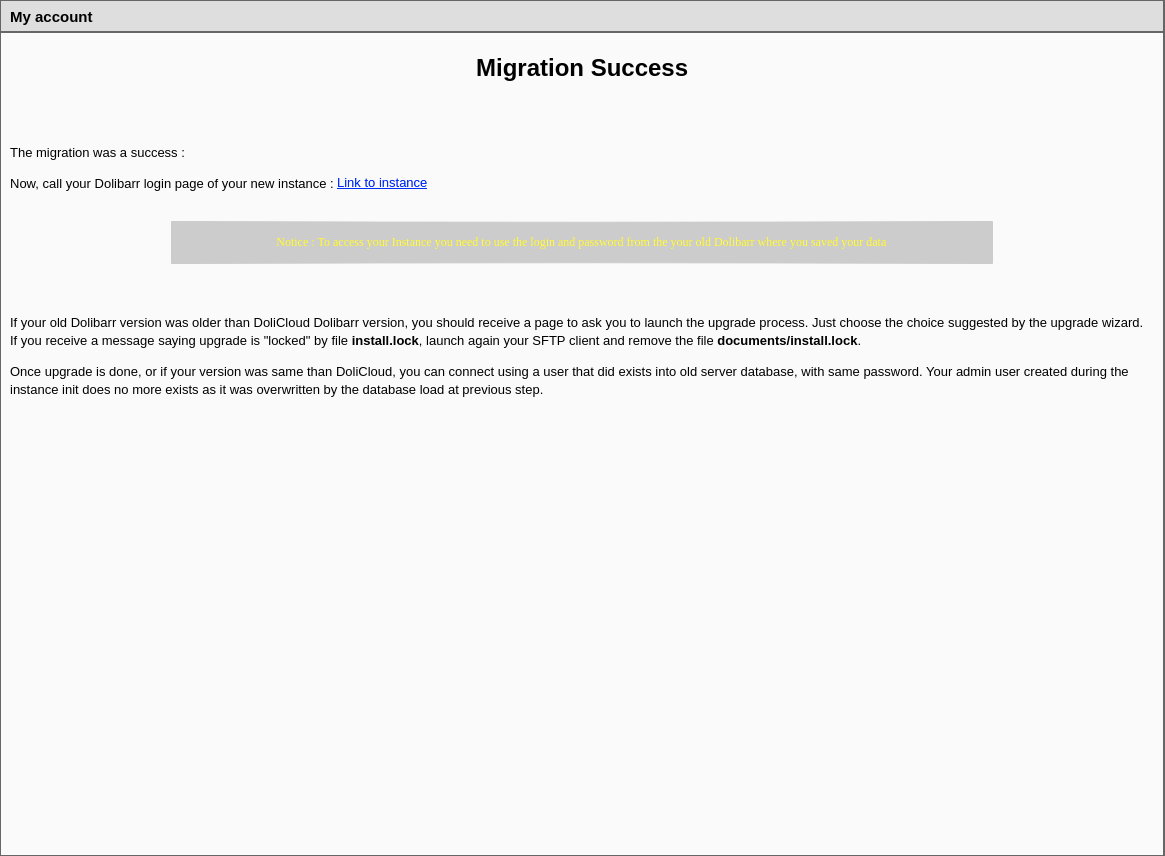 My account
Migration Success
The migration was a success :
Now, call your Dolibarr login page of your new instance : Link to instance
Notice : To access your Instance you need to use the login and password from the your old Dolibarr where you saved your data
If your old Dolibarr version was older than DoliCloud Dolibarr version, you should receive a page to ask you to launch the upgrade process. Just choose the choice suggested by the upgrade wizard.
If you receive a message saying upgrade is "locked" by file install.lock, launch again your SFTP client and remove the file documents/install.lock.
Once upgrade is done, or if your version was same than DoliCloud, you can connect using a user that did exists into old server database, with same password. Your admin user created during the
instance init does no more exists as it was overwritten by the database load at previous step.